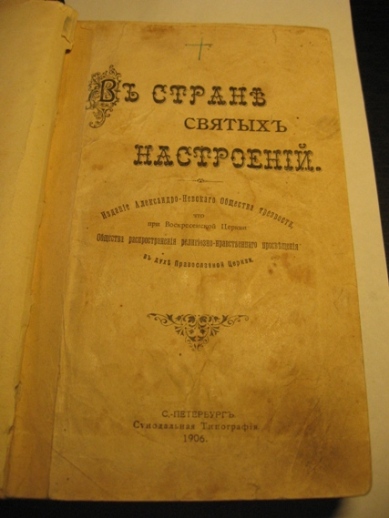 Въ странѣ
святыхъ
настроеній.
Изданіе Александро-Невскаго общества трезвости,
что
при Воскресенской Церкви
Общества распространенія религіозно-нравственнаго просвѣщенія
въ духѣ Православной Церкви.
С.-ПЕТЕРБУРГЪ.
Синодальная Типографія
1906.